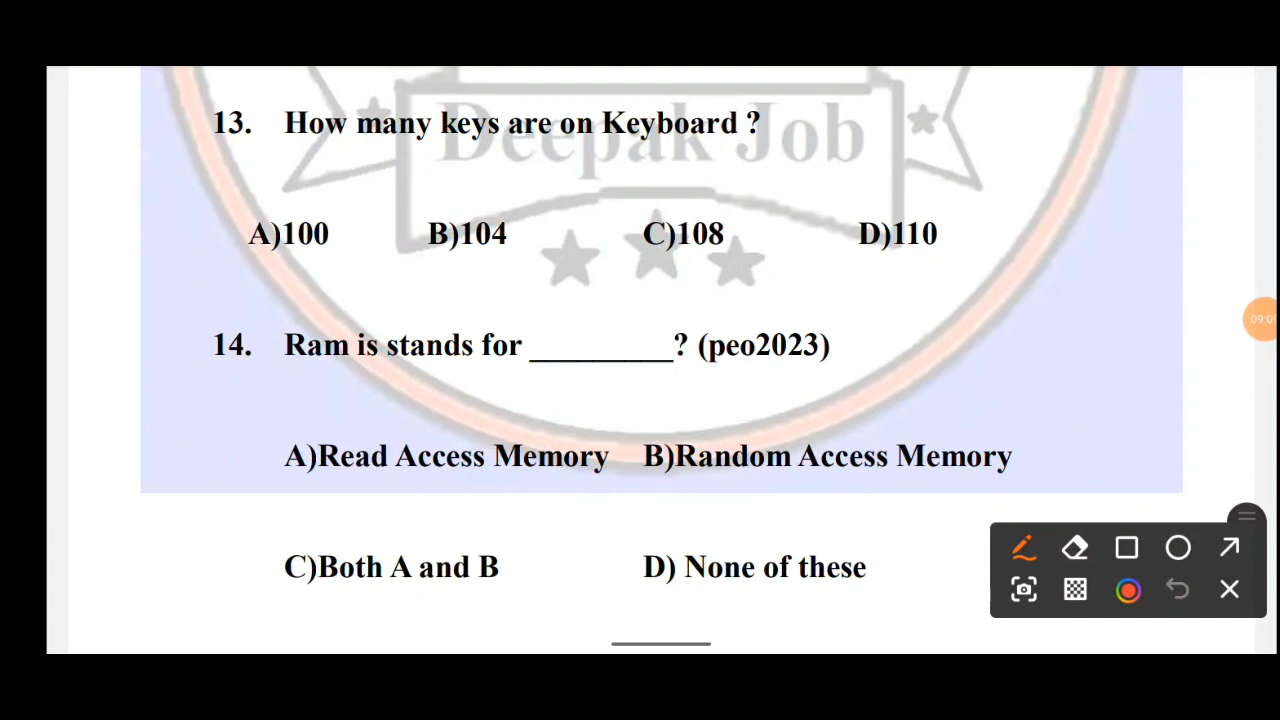 Deepak Job
13. How many keys are on Keyboard ?
A)100 B)104 C)108 D)110
14. Ram is stands for _________? (peo2023)
A)Read Access Memory B)Random Access Memory
C)Both A and B D) None of these